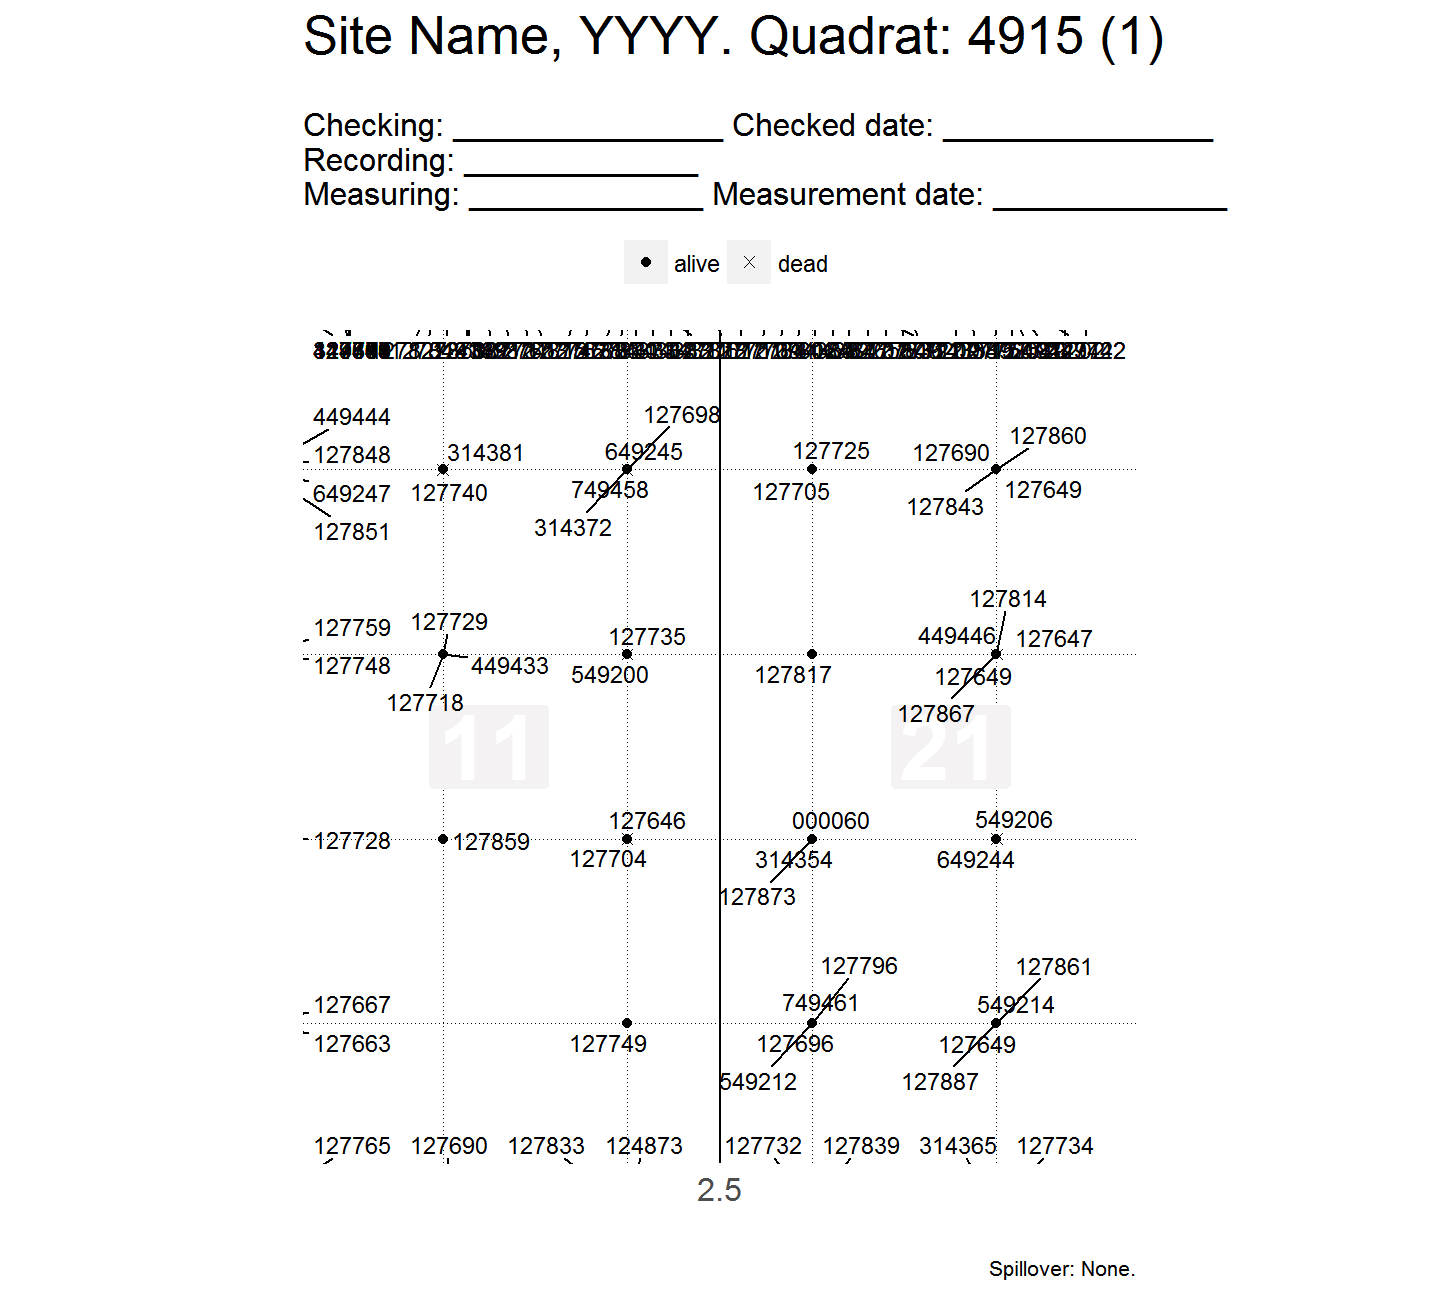 Site Name, YYYY. Quadrat: 4915 (1)
Checking: _______________ Checked date: _______________
Recording: _____________
Measuring: _____________ Measurement date: _____________
alive dead
449444 127698
127848 314381 649245 127725 127690 127860
649247 127740 749458 127705 127843 127649
127851 314372
127814
127759 127729 127735 449446 127647
127748 449433 549200 127817 127649
127718 127867
11 21
127646 000060 549206
127728 127859 127704 314354 649244
127873
127796 127861
127667 749461 549214
127663 127749 127696 127649
549212 127887
127765 127690 127833 124873 127732 127839 314365 127734
2.5
Spillover: None.